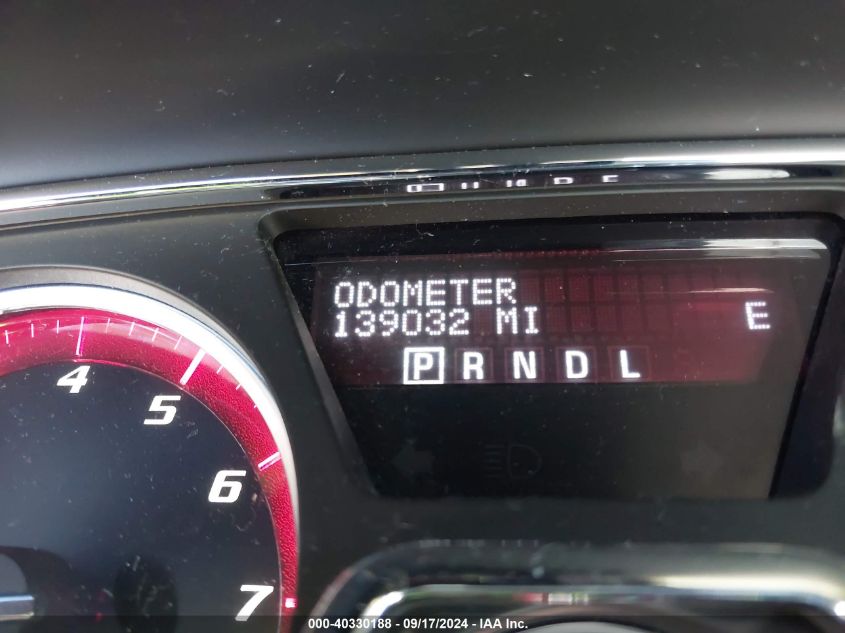 ODOMETER
139032 MI E
P R N D L
4
5
6
7
000-40330188 - 09/17/2024 - IAA Inc.